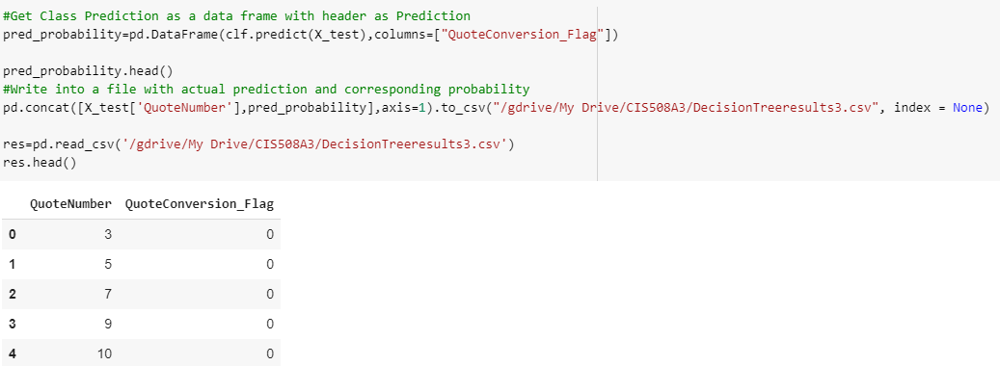 #Get Class Prediction as a data frame with header as Prediction
pred_probability=pd.DataFrame(clf.predict(X_test),columns=["QuoteConversion_Flag"])
pred_probability.head()
#Write into a file with actual prediction and corresponding probability
pd.concat([X_test['QuoteNumber'],pred_probability],axis=1).to_csv("/gdrive/My Drive/CIS508A3/DecisionTreeresults3.csv", index = None)
res=pd.read_csv('/gdrive/My Drive/CIS508A3/DecisionTreeresults3.csv')
res.head()
QuoteNumber QuoteConversion_Flag
0 3 0
1 5 0
2 7 0
3 9 0
4 10 0